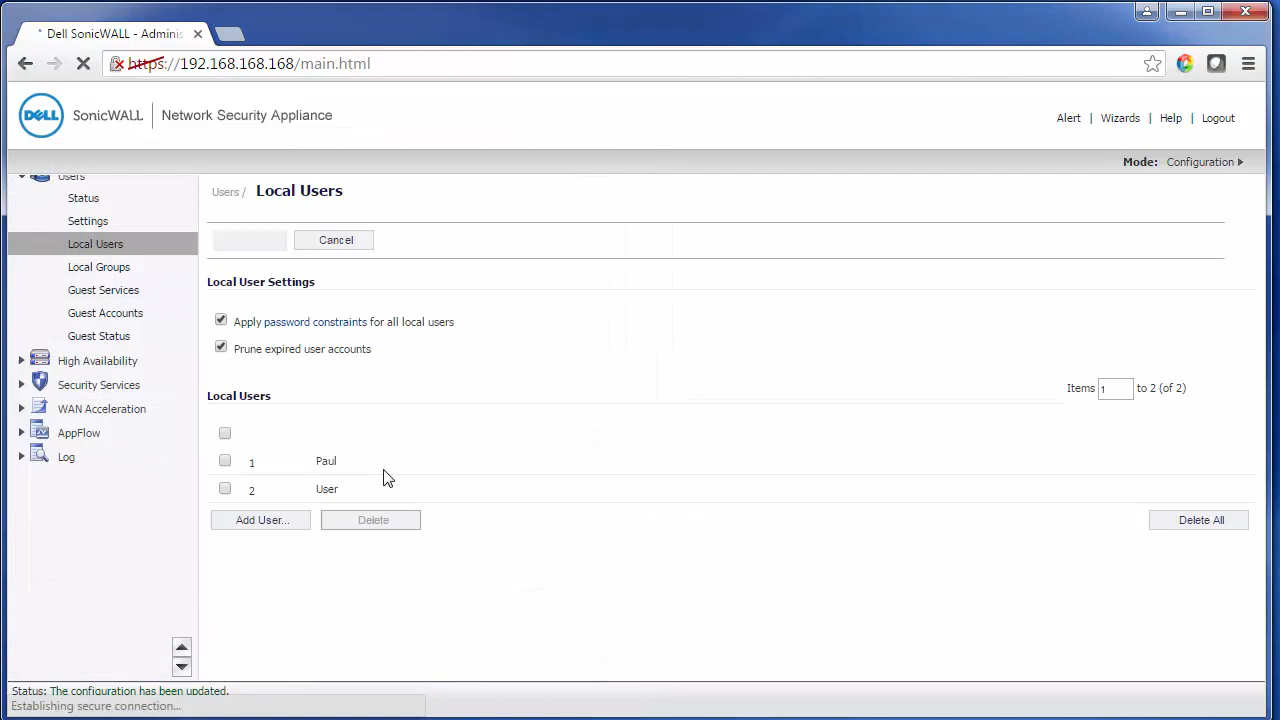 Dell SonicWALL - Adminis
https://192.168.168.168/main.html
DELL SonicWALL Network Security Appliance
Alert | Wizards | Help | Logout
Mode: Configuration
Users
Status
Settings
Local Users
Local Groups
Guest Services
Guest Accounts
Guest Status
High Availability
Security Services
WAN Acceleration
AppFlow
Log
Users / Local Users
Cancel
Local User Settings
Apply password constraints for all local users
Prune expired user accounts
Local Users
Items 1 to 2 (of 2)
1 Paul
2 User
Add User... Delete Delete All
Status: The configuration has been updated.
Establishing secure connection...